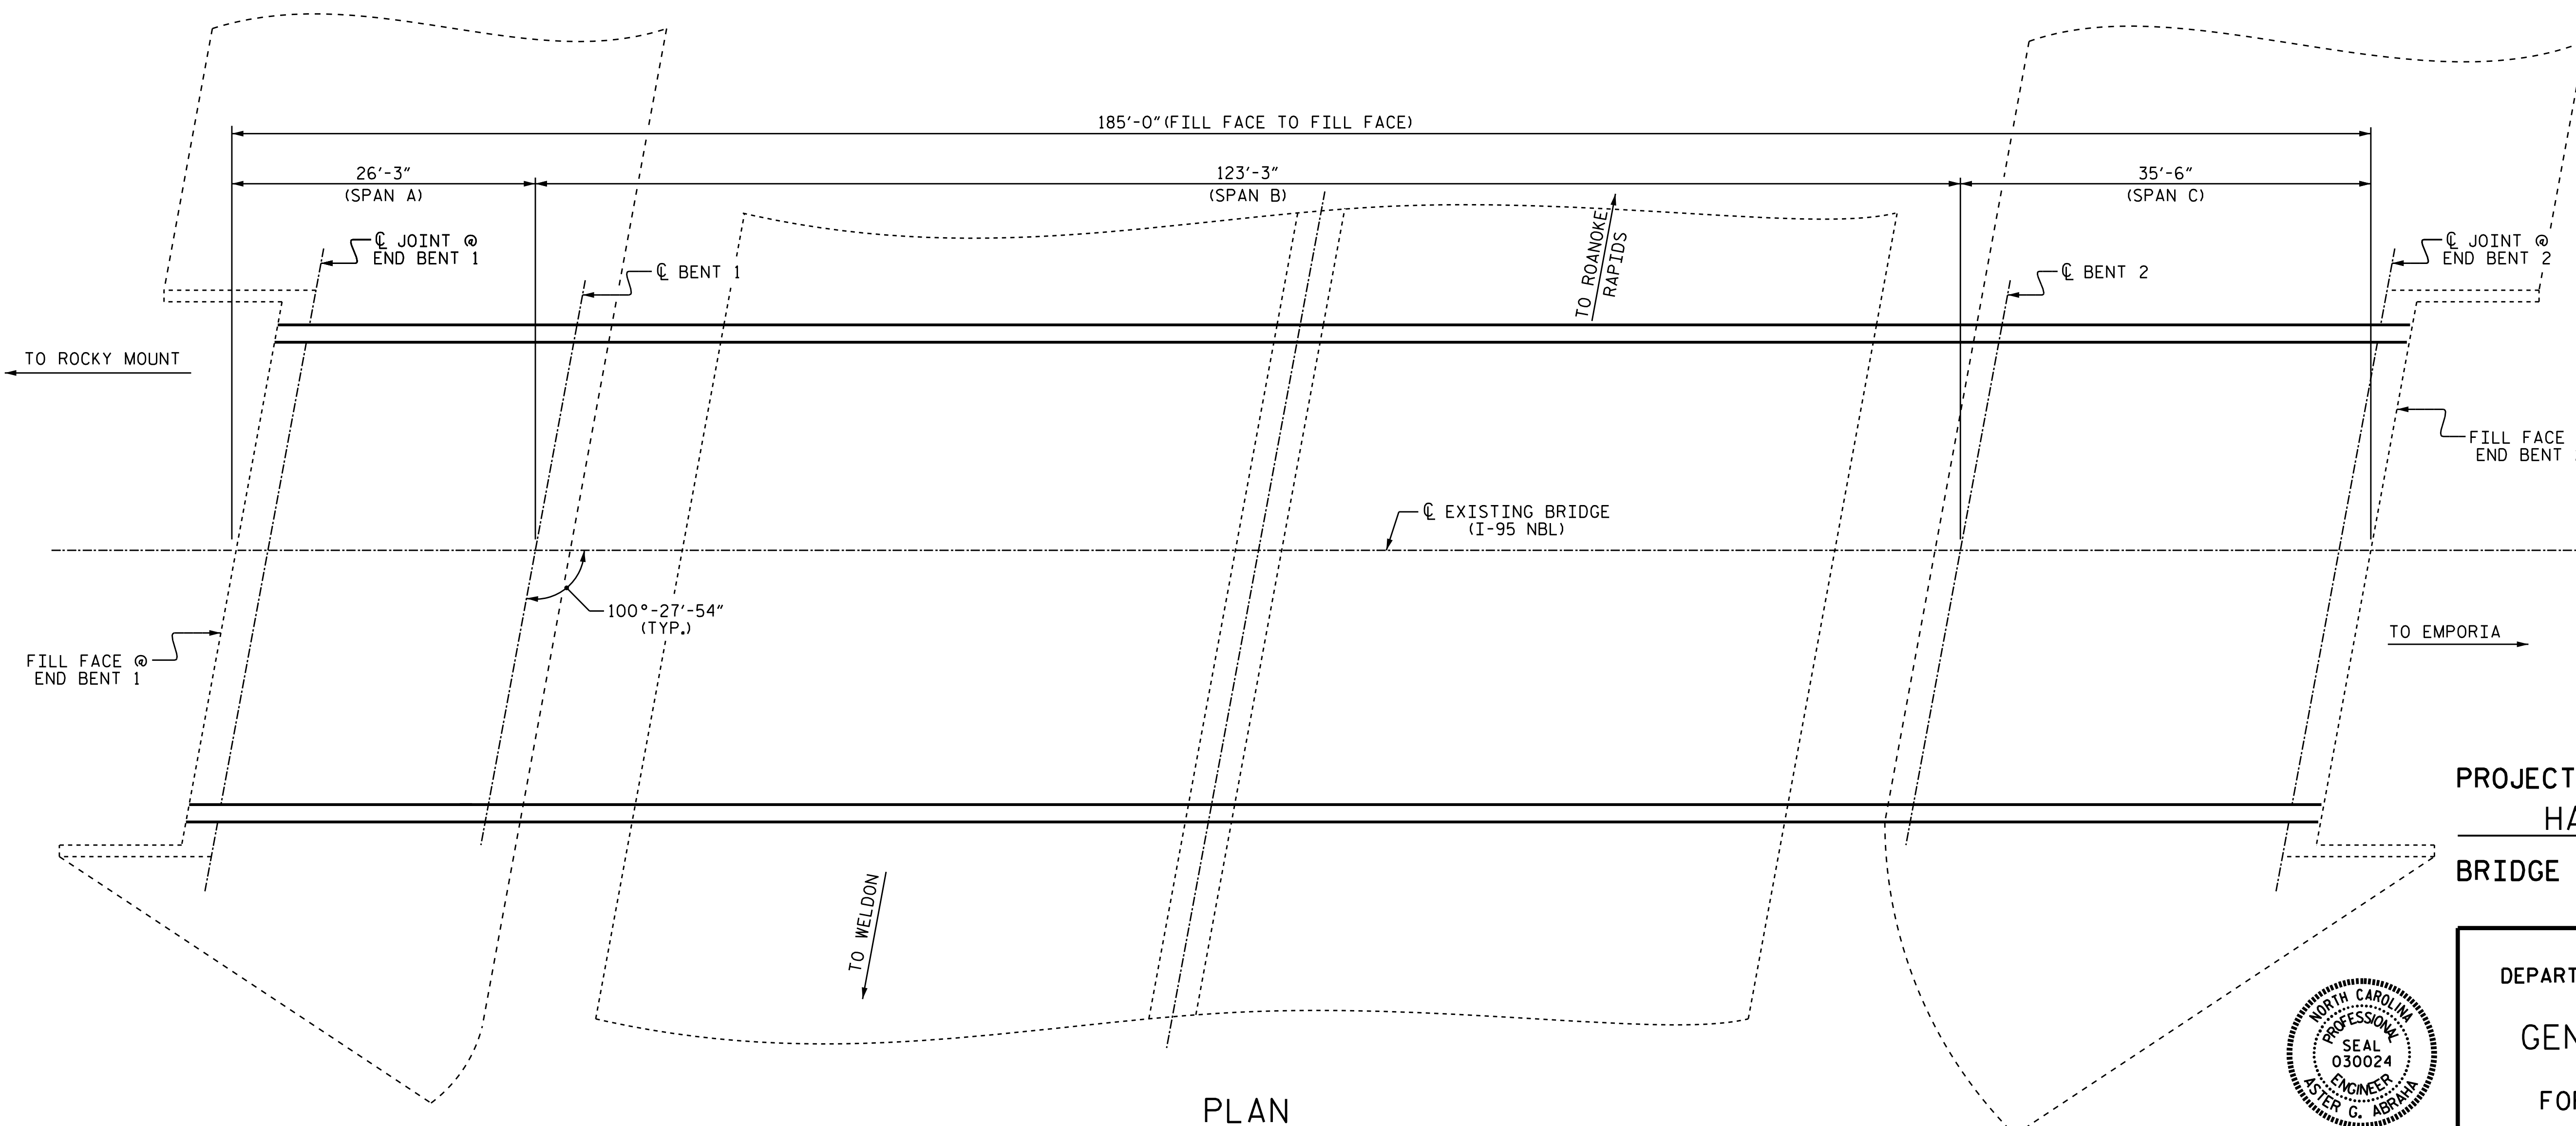 185'-0"(FILL FACE TO FILL FACE)
26'-3"
(SPAN A)
123'-3"
(SPAN B)
35'-6"
(SPAN C)
℄ JOINT @
END BENT 1
℄ BENT 1
TO ROANOKE
RAPIDS
℄ BENT 2
℄ JOINT @
END BENT 2
TO ROCKY MOUNT
FILL FACE
END BENT
℄ EXISTING BRIDGE
(I-95 NBL)
100°-27'-54"
(TYP.)
FILL FACE @
END BENT 1
TO EMPORIA
TO WELDON
PROJECT
HA
BRIDGE
DEPART
GEN
FO
NORTH CAROLINA
PROFESSIONAL
SEAL
030024
ENGINEER
ASTER G. ABRAHA
PLAN